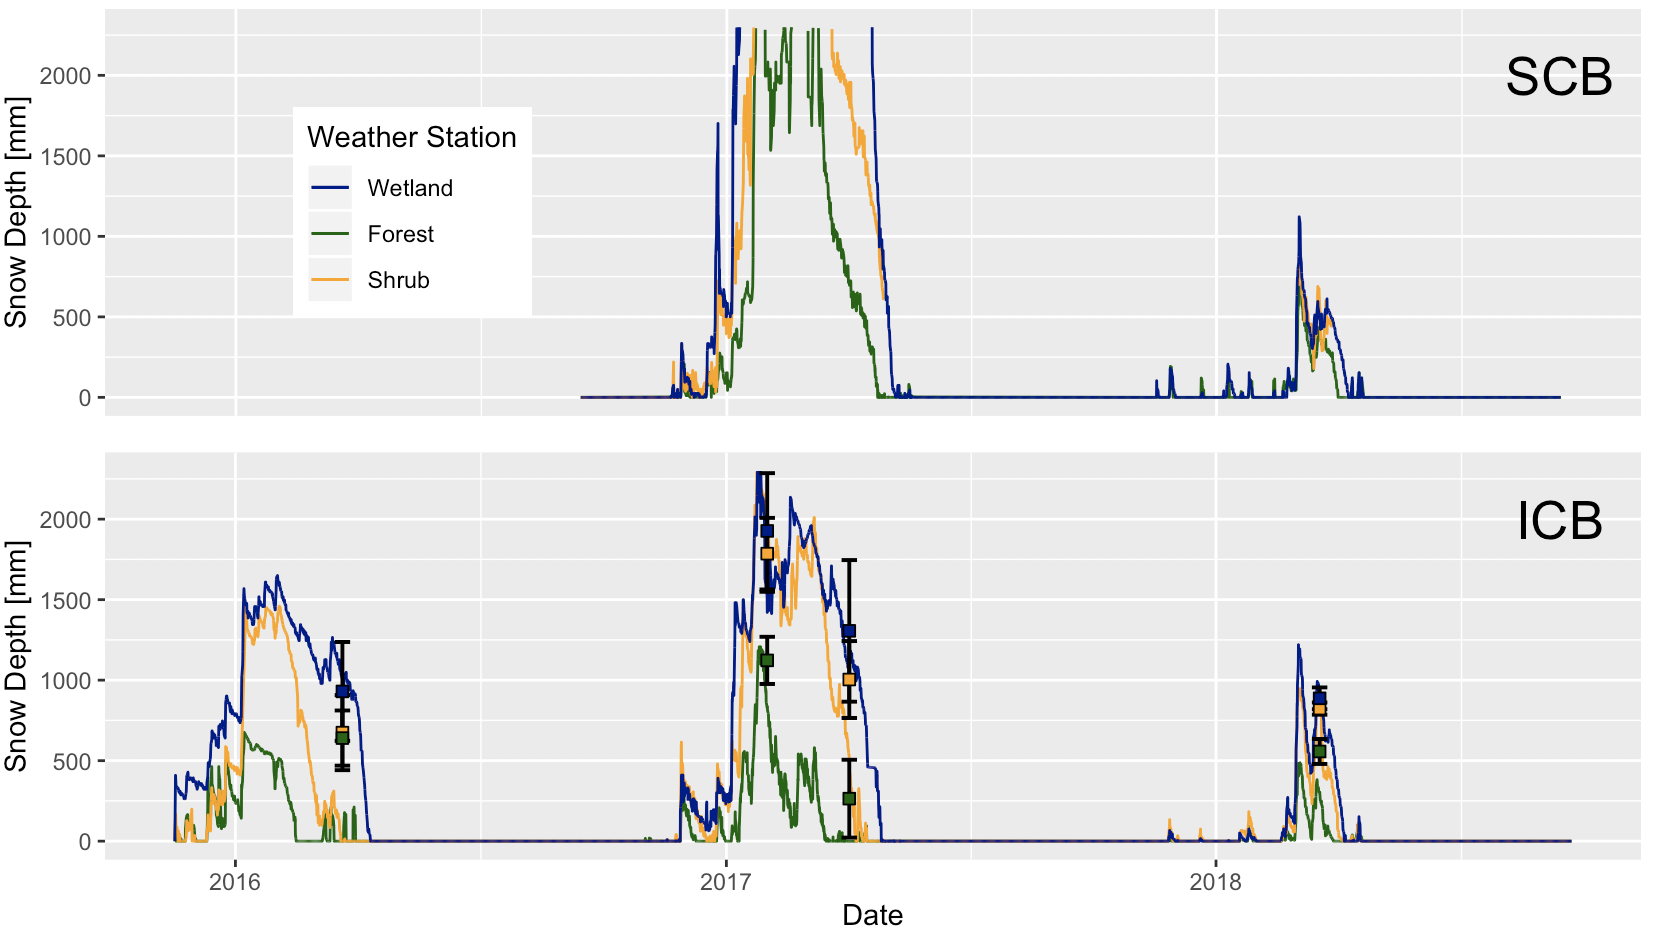 SCB
Snow Depth [mm]
2000
1500
1000
500
0
Weather Station
Wetland
Forest
Shrub
ICB
Snow Depth [mm]
2000
1500
1000
500
0
2016 2017 2018
Date